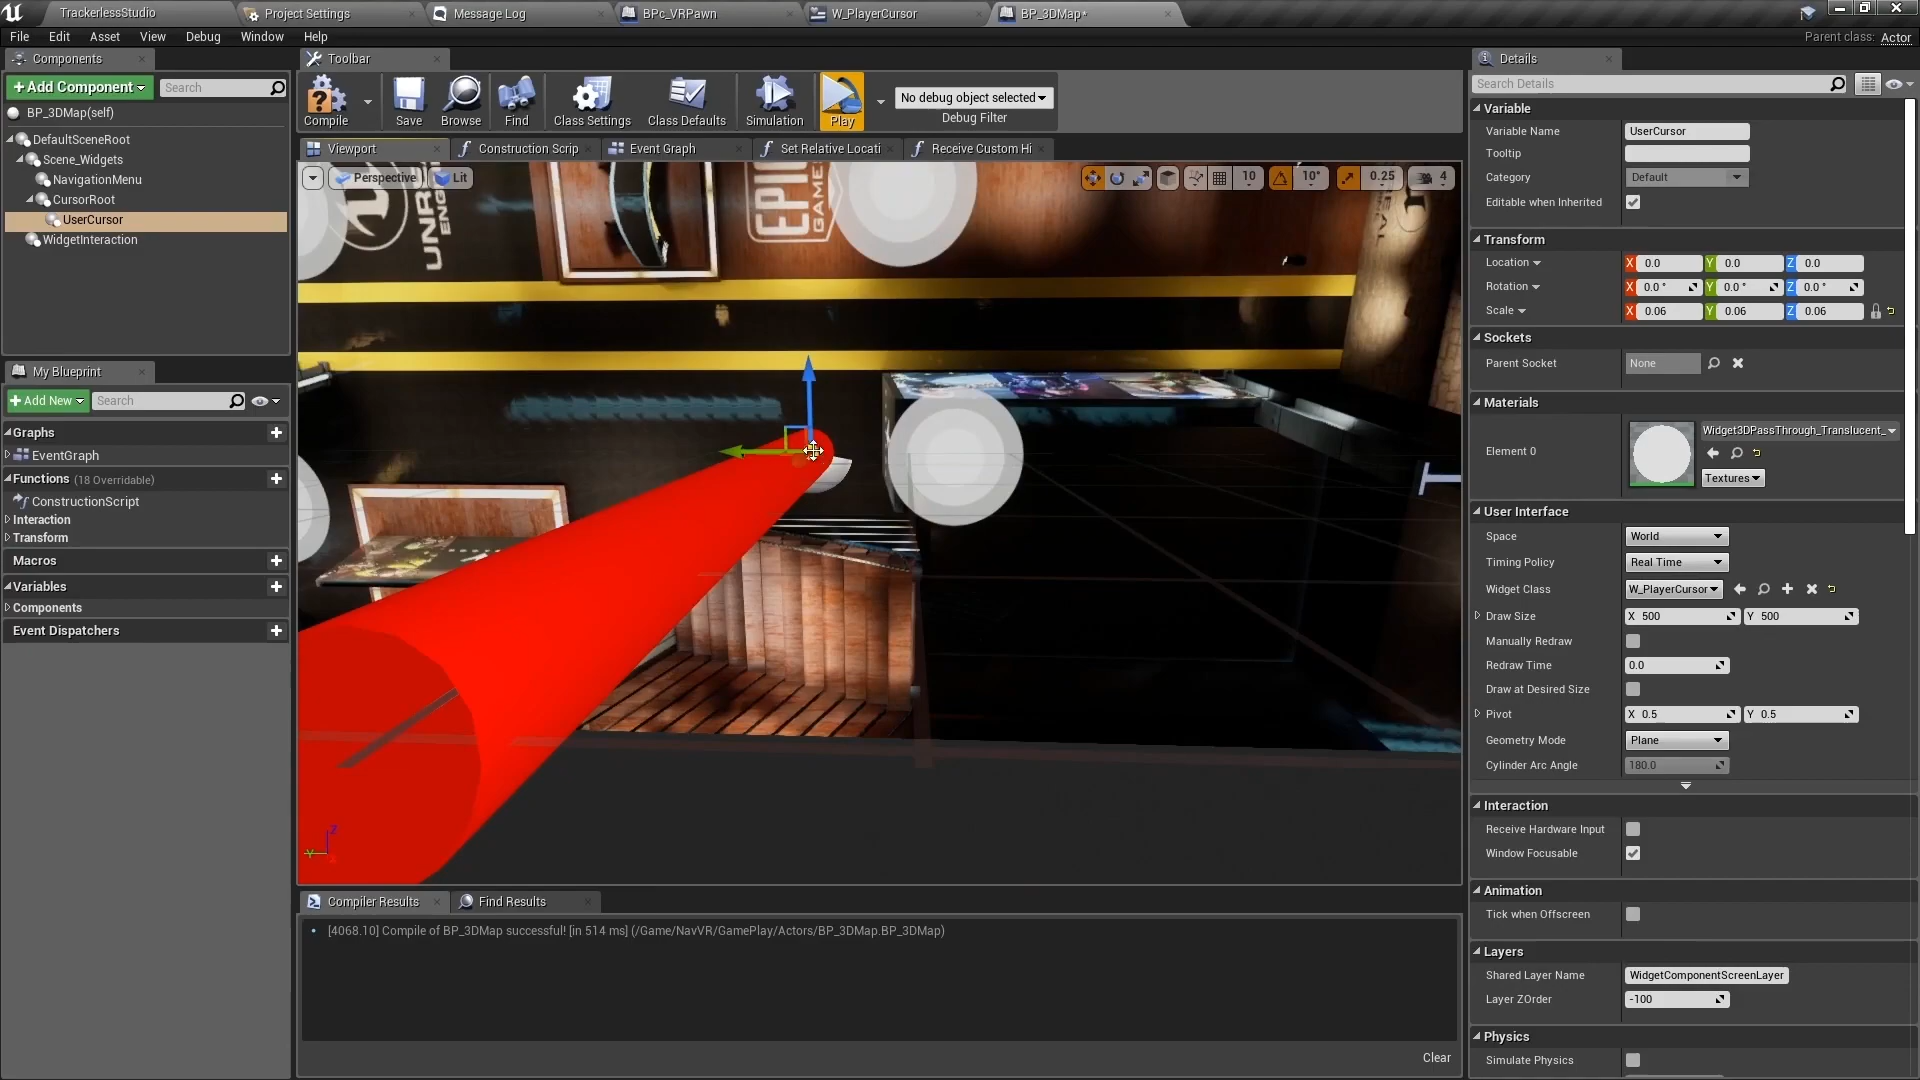 TrackerlessStudio
Project Settings
Message Log
BPc_VRPawn
W_PlayerCursor
BP_3DMap*
File
Edit
Asset
View
Debug
Window
Help
Parent class: Actor
Components
+Add Component
Search
BP_3DMap(self)
DefaultSceneRoot
Scene_Widgets
NavigationMenu
CursorRoot
UserCursor
WidgetInteraction
My Blueprint
+Add New
Search
Graphs
EventGraph
Functions (18 Overridable)
ConstructionScript
Interaction
Transform
Macros
Variables
Components
Event Dispatchers
Toolbar
Compile
Save
Browse
Find
Class Settings
Class Defaults
Simulation
Play
No debug object selected
Debug Filter
Viewport
Construction Scrip
Event Graph
Set Relative Locati
Receive Custom Hi
Perspective
Lit
10
10°
0.25
4
EPIC
GAMES
Z
Y
Compiler Results
Find Results
[4068.10] Compile of BP_3DMap successful! [in 514 ms] (/Game/NavVR/GamePlay/Actors/BP_3DMap.BP_3DMap)
Clear
Details
Search Details
Variable
Variable Name UserCursor
Tooltip
Category Default
Editable when Inherited
Transform
Location X 0.0 Y 0.0 Z 0.0
Rotation X 0.0 ° Y 0.0 ° Z 0.0 °
Scale X 0.06 Y 0.06 Z 0.06
Sockets
Parent Socket None
Materials
Element 0
Widget3DPassThrough_Translucent_
Textures
User Interface
Space World
Timing Policy Real Time
Widget Class W_PlayerCursor
Draw Size X 500 Y 500
Manually Redraw
Redraw Time 0.0
Draw at Desired Size
Pivot X 0.5 Y 0.5
Geometry Mode Plane
Cylinder Arc Angle 180.0
Interaction
Receive Hardware Input
Window Focusable
Animation
Tick when Offscreen
Layers
Shared Layer Name WidgetComponentScreenLayer
Layer ZOrder -100
Physics
Simulate Physics